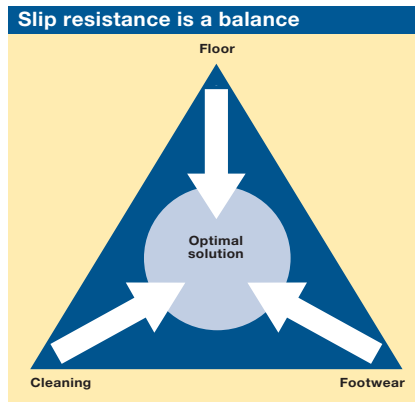 Slip resistance is a balance
Floor
Optimal
solution
Cleaning
Footwear